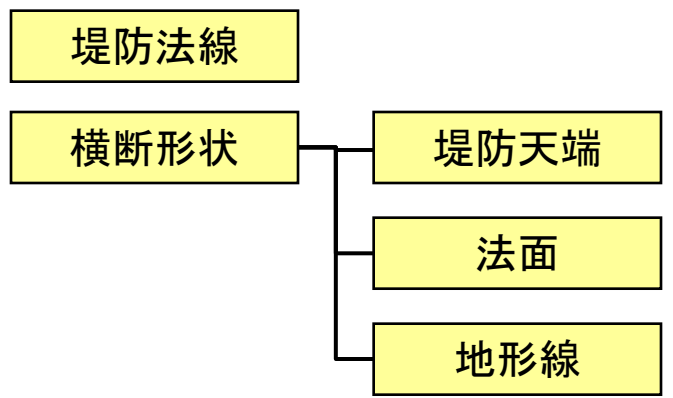 堤防法線
横断形状
堤防天端
法面
地形線